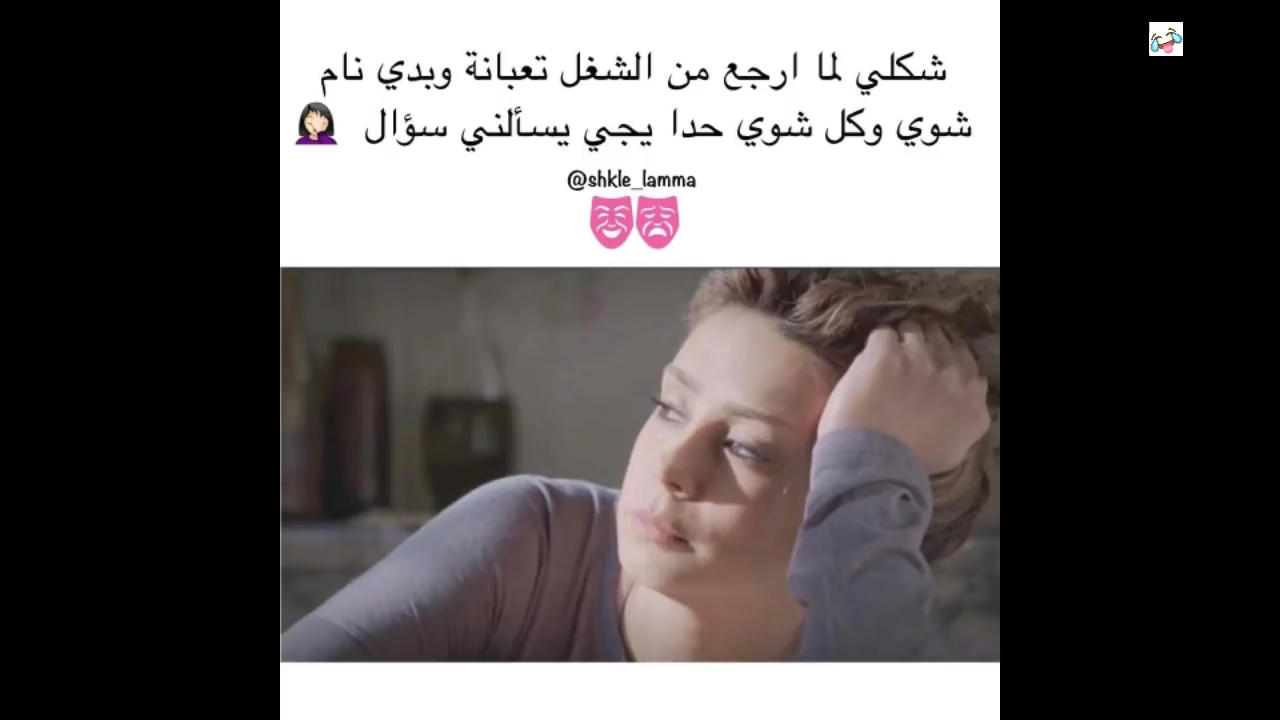 شكلي لما ارجع من الشغل تعبانة وبدي نام
شوي وكل شوي حدا يجي يسألني سؤال 🤦🏻‍♀️
@shkle_lamma